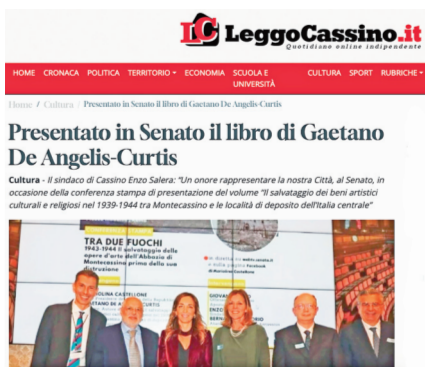 LC LeggoCassino.it
Quotidiano online indipendente
HOME CRONACA POLITICA TERRITORIO ECONOMIA SCUOLA E UNIVERSITÀ CULTURA SPORT RUBRICHE
Home / Cultura / Presentato in Senato il libro di Gaetano De Angelis-Curtis
Presentato in Senato il libro di Gaetano
De Angelis-Curtis
Cultura - Il sindaco di Cassino Enzo Salera: “Un onore rappresentare la nostra Città, al Senato, in
occasione della conferenza stampa di presentazione del volume “Il salvataggio dei beni artistici
culturali e religiosi nel 1939-1944 tra Montecassino e le località di deposito dell’Italia centrale”
TRA DUE FUOCHI
1943-1944 Il salvataggio delle
opere d'arte dell'Abbazia di
Montecassino prima della sua
distruzione